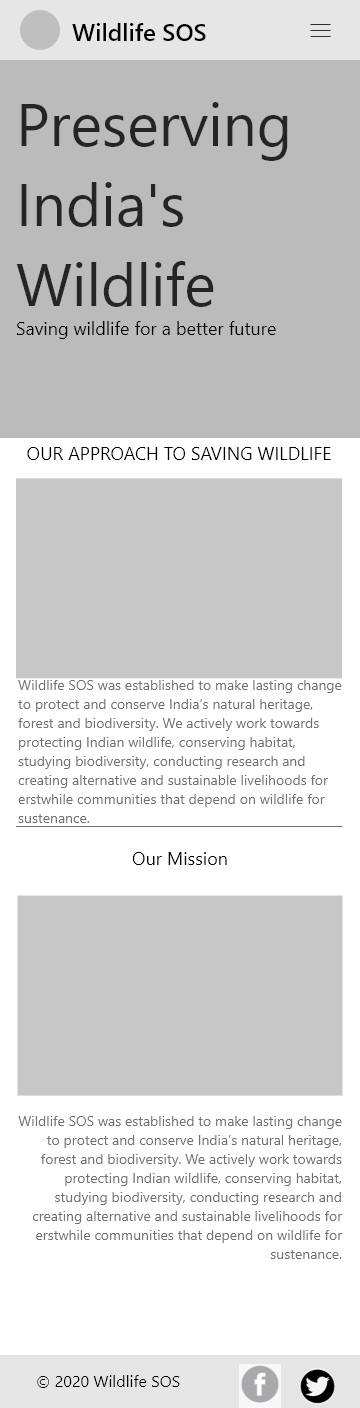 Wildlife SOS
Preserving
India's
Wildlife
Saving wildlife for a better future
OUR APPROACH TO SAVING WILDLIFE
Wildlife SOS was established to make lasting change
to protect and conserve India’s natural heritage,
forest and biodiversity. We actively work towards
protecting Indian wildlife, conserving habitat,
studying biodiversity, conducting research and
creating alternative and sustainable livelihoods for
erstwhile communities that depend on wildlife for
sustenance.
Our Mission
Wildlife SOS was established to make lasting change
to protect and conserve India’s natural heritage,
forest and biodiversity. We actively work towards
protecting Indian wildlife, conserving habitat,
studying biodiversity, conducting research and
creating alternative and sustainable livelihoods for
erstwhile communities that depend on wildlife for
sustenance.
© 2020 Wildlife SOS